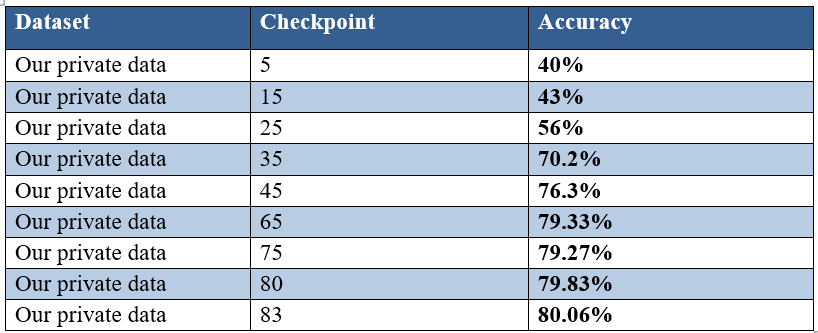 Dataset Checkpoint Accuracy
Our private data 5 40%
Our private data 15 43%
Our private data 25 56%
Our private data 35 70.2%
Our private data 45 76.3%
Our private data 65 79.33%
Our private data 75 79.27%
Our private data 80 79.83%
Our private data 83 80.06%